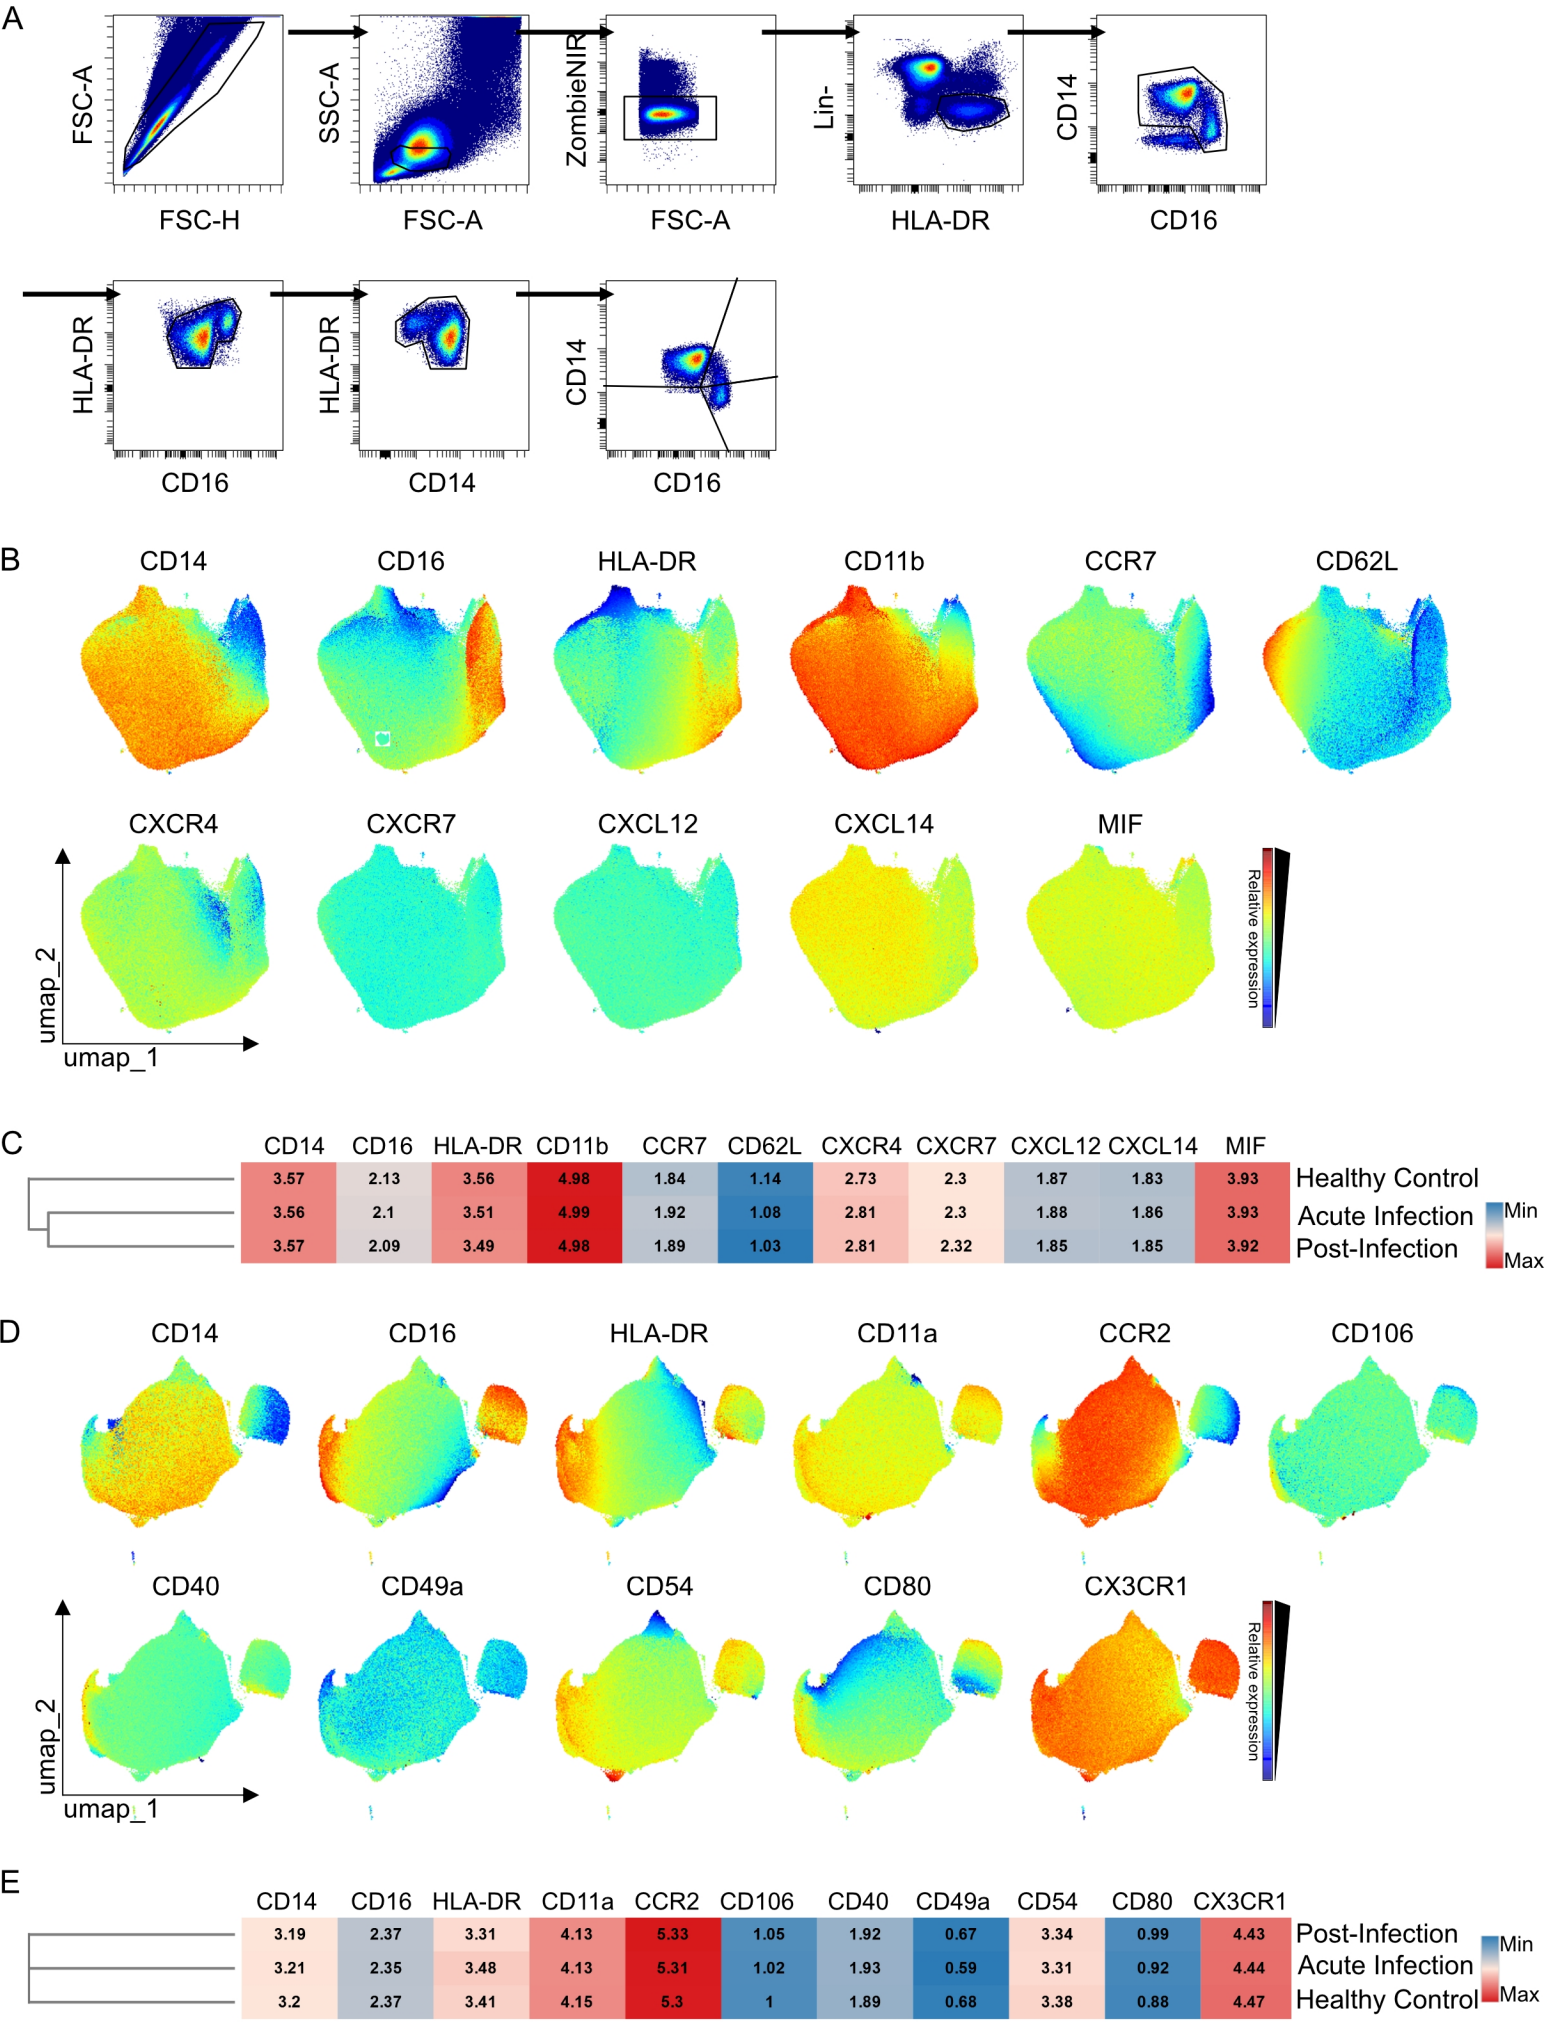 A
FSC-A
FSC-H
SSC-A
FSC-A
ZombieNIR
FSC-A
Lin-
HLA-DR
CD14
CD16
HLA-DR
CD16
HLA-DR
CD14
CD14
CD16
B
CD14 CD16 HLA-DR CD11b CCR7 CD62L
CXCR4 CXCR7 CXCL12 CXCL14 MIF
umap_2
umap_1
Relative expression
C
CD14 CD16 HLA-DR CD11b CCR7 CD62L CXCR4 CXCR7 CXCL12 CXCL14 MIF
3.57 2.13 3.56 4.98 1.84 1.14 2.73 2.3 1.87 1.83 3.93 Healthy Control
3.56 2.1 3.51 4.99 1.92 1.08 2.81 2.3 1.88 1.86 3.93 Acute Infection
3.57 2.09 3.49 4.98 1.89 1.03 2.81 2.32 1.85 1.85 3.92 Post-Infection
Min
Max
D
CD14 CD16 HLA-DR CD11a CCR2 CD106
CD40 CD49a CD54 CD80 CX3CR1
umap_2
umap_1
Relative expression
E
CD14 CD16 HLA-DR CD11a CCR2 CD106 CD40 CD49a CD54 CD80 CX3CR1
3.19 2.37 3.31 4.13 5.33 1.05 1.92 0.67 3.34 0.99 4.43 Post-Infection
3.21 2.35 3.48 4.13 5.31 1.02 1.93 0.59 3.31 0.92 4.44 Acute Infection
3.2 2.37 3.41 4.15 5.3 1 1.89 0.68 3.38 0.88 4.47 Healthy Control
Min
Max